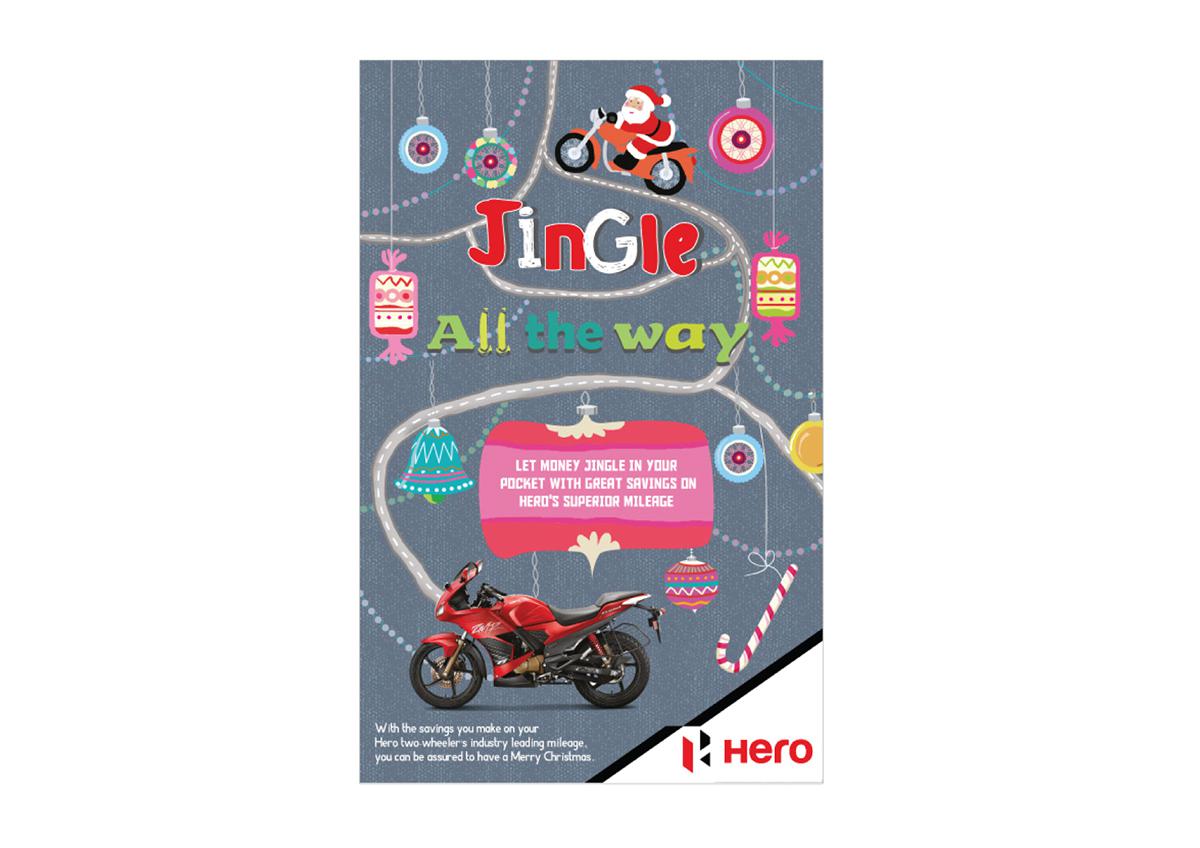 JinGle
All the way
LET MONEY JINGLE IN YOUR
POCKET WITH GREAT SAVINGS ON
HERO'S SUPERIOR MILEAGE
ZMR
With the savings you make on your
Hero two-wheeler's industry leading mileage,
you can be assured to have a Merry Christmas.
HERO